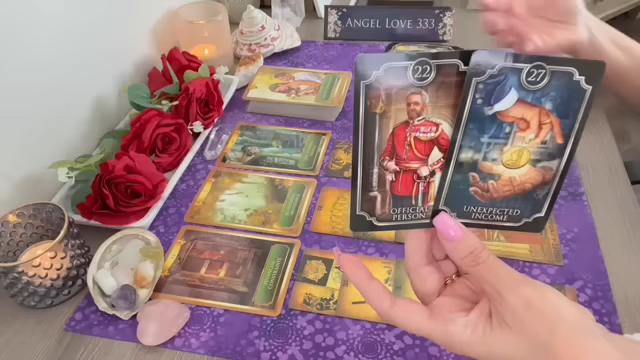 ANGEL LOVE 333
22
OFFICIAL
PERSON
27
UNEXPECTED
INCOME